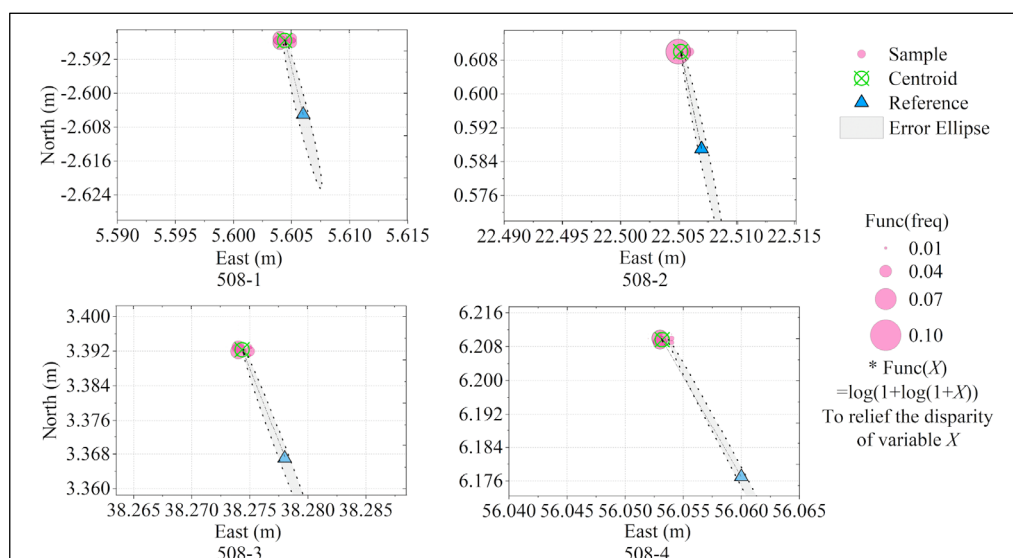 -2.592
-2.600
-2.608
-2.616
-2.624
North (m)
5.590 5.595 5.600 5.605 5.610 5.615
East (m)
508-1
0.608
0.600
0.592
0.584
0.576
22.490 22.495 22.500 22.505 22.510 22.515
East (m)
508-2
Sample
Centroid
Reference
Error Ellipse
3.400
3.392
3.384
3.376
3.368
3.360
North (m)
38.265 38.270 38.275 38.280 38.285
East (m)
508-3
6.216
6.208
6.200
6.192
6.184
6.176
56.040 56.045 56.050 56.055 56.060 56.065
East (m)
508-4
Func(freq)
0.01
0.04
0.07
0.10
* Func(X)
=log(1+log(1+X))
To relief the disparity
of variable X